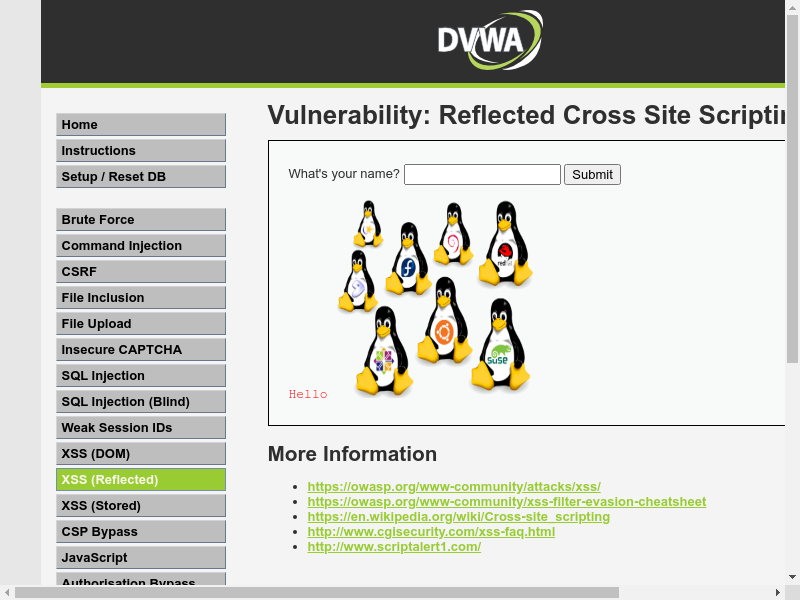 DVWA
Home
Instructions
Setup / Reset DB
Brute Force
Command Injection
CSRF
File Inclusion
File Upload
Insecure CAPTCHA
SQL Injection
SQL Injection (Blind)
Weak Session IDs
XSS (DOM)
XSS (Reflected)
XSS (Stored)
CSP Bypass
JavaScript
Authorisation Bypass
Vulnerability: Reflected Cross Site Scriptin
What's your name? Submit
redhat
SUSE
Hello
More Information
https://owasp.org/www-community/attacks/xss/
https://owasp.org/www-community/xss-filter-evasion-cheatsheet
https://en.wikipedia.org/wiki/Cross-site_scripting
http://www.cgisecurity.com/xss-faq.html
http://www.scriptalert1.com/